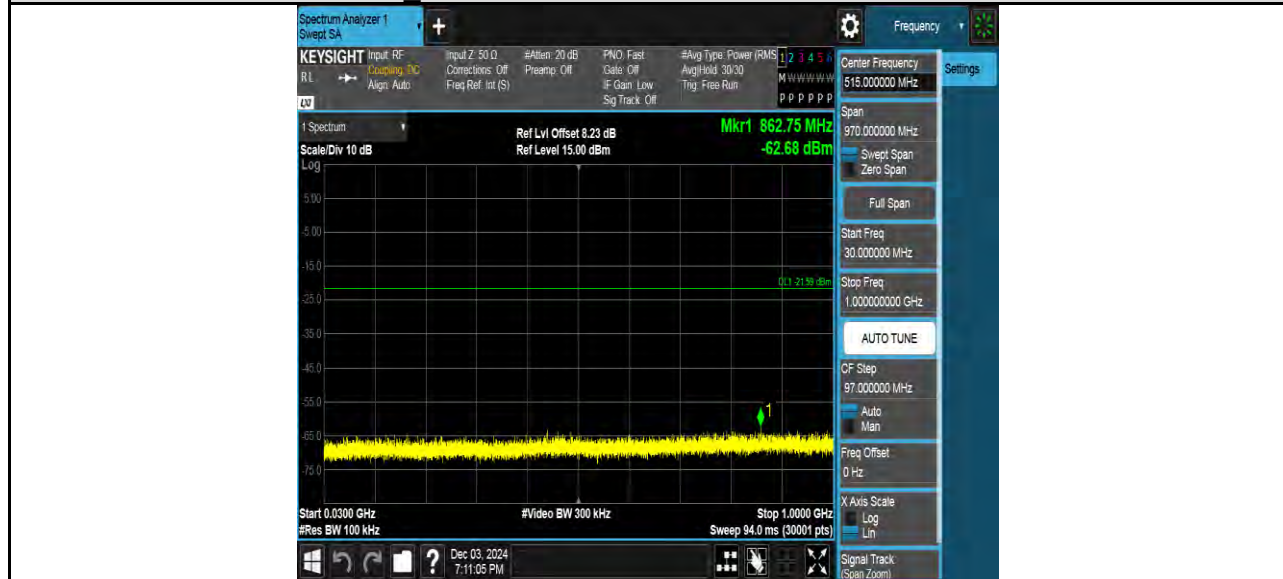 Spectrum Analyzer 1
Swept SA
+
Frequency
KEYSIGHT
RL
LXI
Input: RF
Coupling: DC
Align: Auto
Input Z: 50 Ω
Corrections: Off
Freq Ref: Int (S)
#Atten: 20 dB
Preamp: Off
PNO: Fast
Gate: Off
IF Gain: Low
Sig Track: Off
#Avg Type: Power (RMS
Avg|Hold: 30/30
Trig: Free Run
1 2 3 4 5 6
M W W W W W
P P P P P P
1 Spectrum
Scale/Div 10 dB
Ref Lvl Offset 8.23 dB
Ref Level 15.00 dBm
Mkr1 862.75 MHz
-62.68 dBm
Log
5.00
-5.00
-15.0
DL1 -21.59 dBm
-25.0
-35.0
-45.0
-55.0
1
-65.0
-75.0
Start 0.0300 GHz
#Res BW 100 kHz
#Video BW 300 kHz
Stop 1.0000 GHz
Sweep 94.0 ms (30001 pts)
?
Dec 03, 2024
7:11:05 PM
Center Frequency
515.000000 MHz
Settings
Span
970.000000 MHz
Swept Span
Zero Span
Full Span
Start Freq
30.000000 MHz
Stop Freq
1.000000000 GHz
AUTO TUNE
CF Step
97.000000 MHz
Auto
Man
Freq Offset
0 Hz
X Axis Scale
Log
Lin
Signal Track
(Span Zoom)